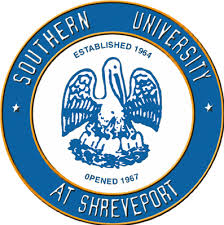 SOUTHERN UNIVERSITY
ESTABLISHED 1964
OPENED 1967
AT SHREVEPORT